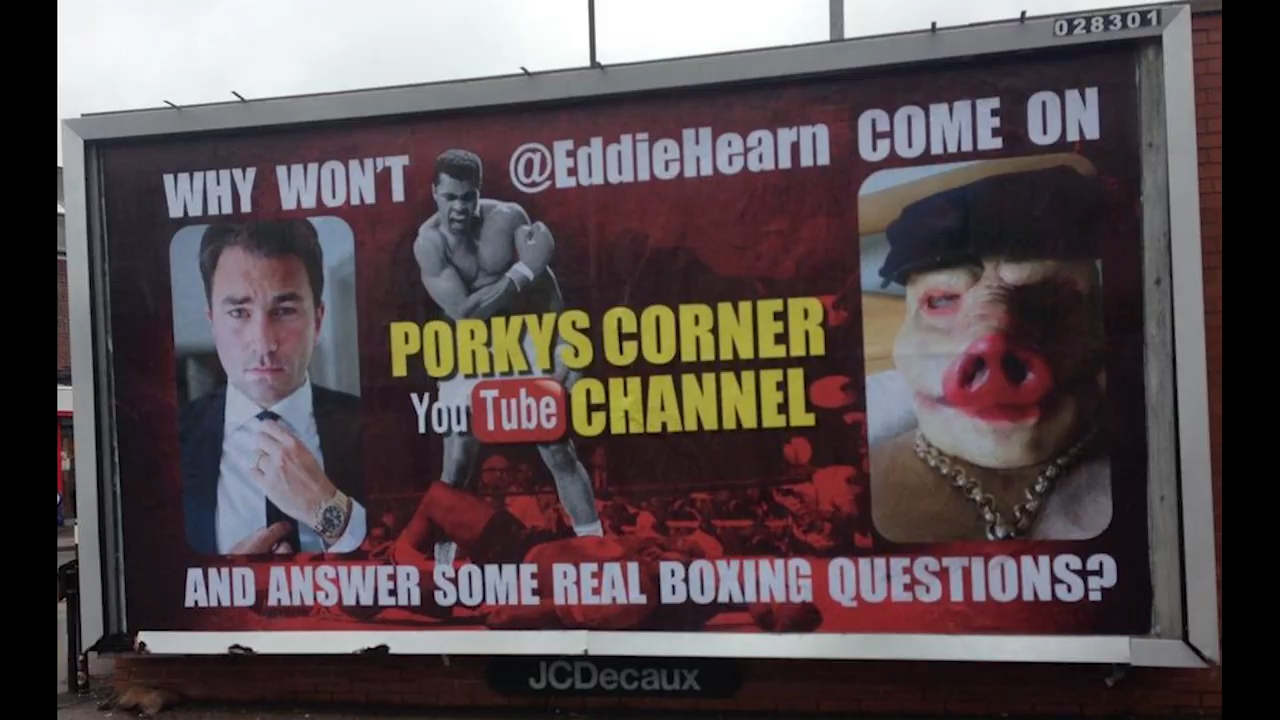 028301
WHY WON'T @EddieHearn COME ON
PORKYS CORNER
YouTube CHANNEL
AND ANSWER SOME REAL BOXING QUESTIONS?
JCDecaux